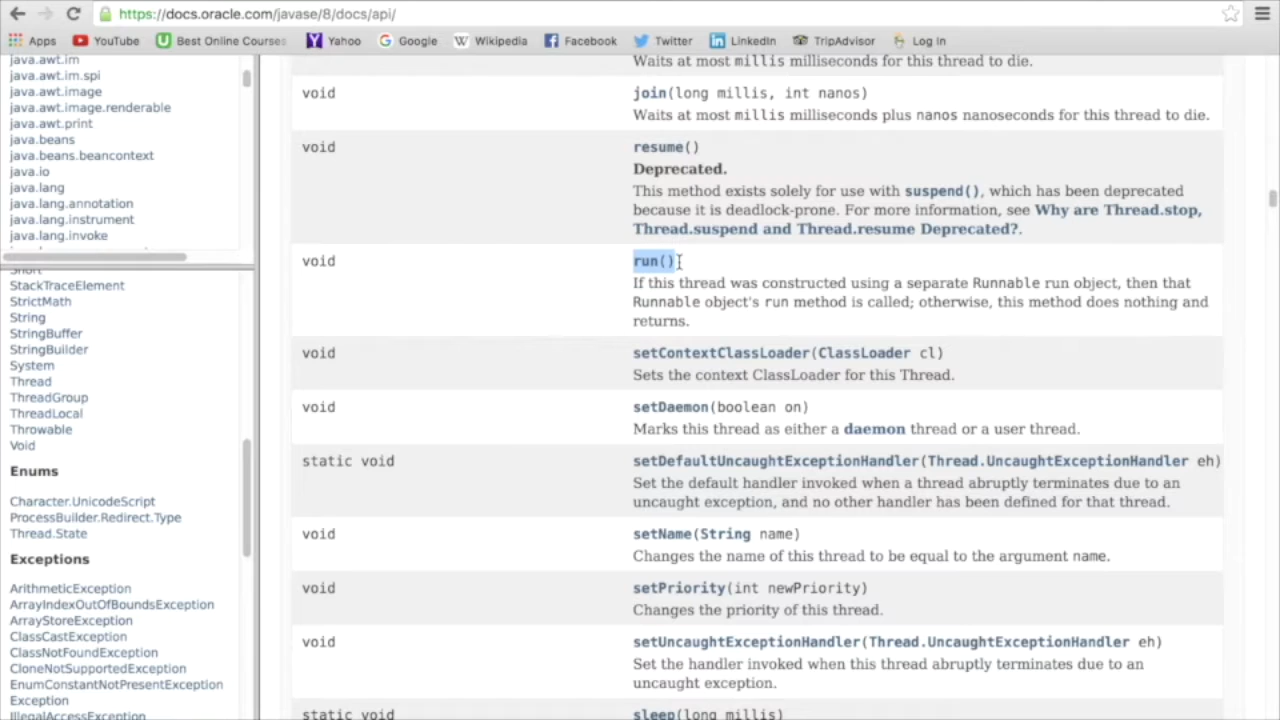 https://docs.oracle.com/javase/8/docs/api/
Apps YouTube Best Online Courses Yahoo Google Wikipedia Facebook Twitter LinkedIn TripAdvisor Log In
java.awt.im
java.awt.im.spi
java.awt.image
java.awt.image.renderable
java.awt.print
java.beans
java.beans.beancontext
java.io
java.lang
java.lang.annotation
java.lang.instrument
java.lang.invoke
Short
StackTraceElement
StrictMath
String
StringBuffer
StringBuilder
System
Thread
ThreadGroup
ThreadLocal
Throwable
Void
Enums
Character.UnicodeScript
ProcessBuilder.Redirect.Type
Thread.State
Exceptions
ArithmeticException
ArrayIndexOutOfBoundsException
ArrayStoreException
ClassCastException
ClassNotFoundException
CloneNotSupportedException
EnumConstantNotPresentException
Exception
IllegalAccessException
Waits at most millis milliseconds for this thread to die.
void join(long millis, int nanos)
Waits at most millis milliseconds plus nanos nanoseconds for this thread to die.
void resume()
Deprecated.
This method exists solely for use with suspend(), which has been deprecated
because it is deadlock-prone. For more information, see Why are Thread.stop,
Thread.suspend and Thread.resume Deprecated?.
void run()
If this thread was constructed using a separate Runnable run object, then that
Runnable object's run method is called; otherwise, this method does nothing and
returns.
void setContextClassLoader(ClassLoader cl)
Sets the context ClassLoader for this Thread.
void setDaemon(boolean on)
Marks this thread as either a daemon thread or a user thread.
static void setDefaultUncaughtExceptionHandler(Thread.UncaughtExceptionHandler eh)
Set the default handler invoked when a thread abruptly terminates due to an
uncaught exception, and no other handler has been defined for that thread.
void setName(String name)
Changes the name of this thread to be equal to the argument name.
void setPriority(int newPriority)
Changes the priority of this thread.
void setUncaughtExceptionHandler(Thread.UncaughtExceptionHandler eh)
Set the handler invoked when this thread abruptly terminates due to an
uncaught exception.
static void sleep(long millis)